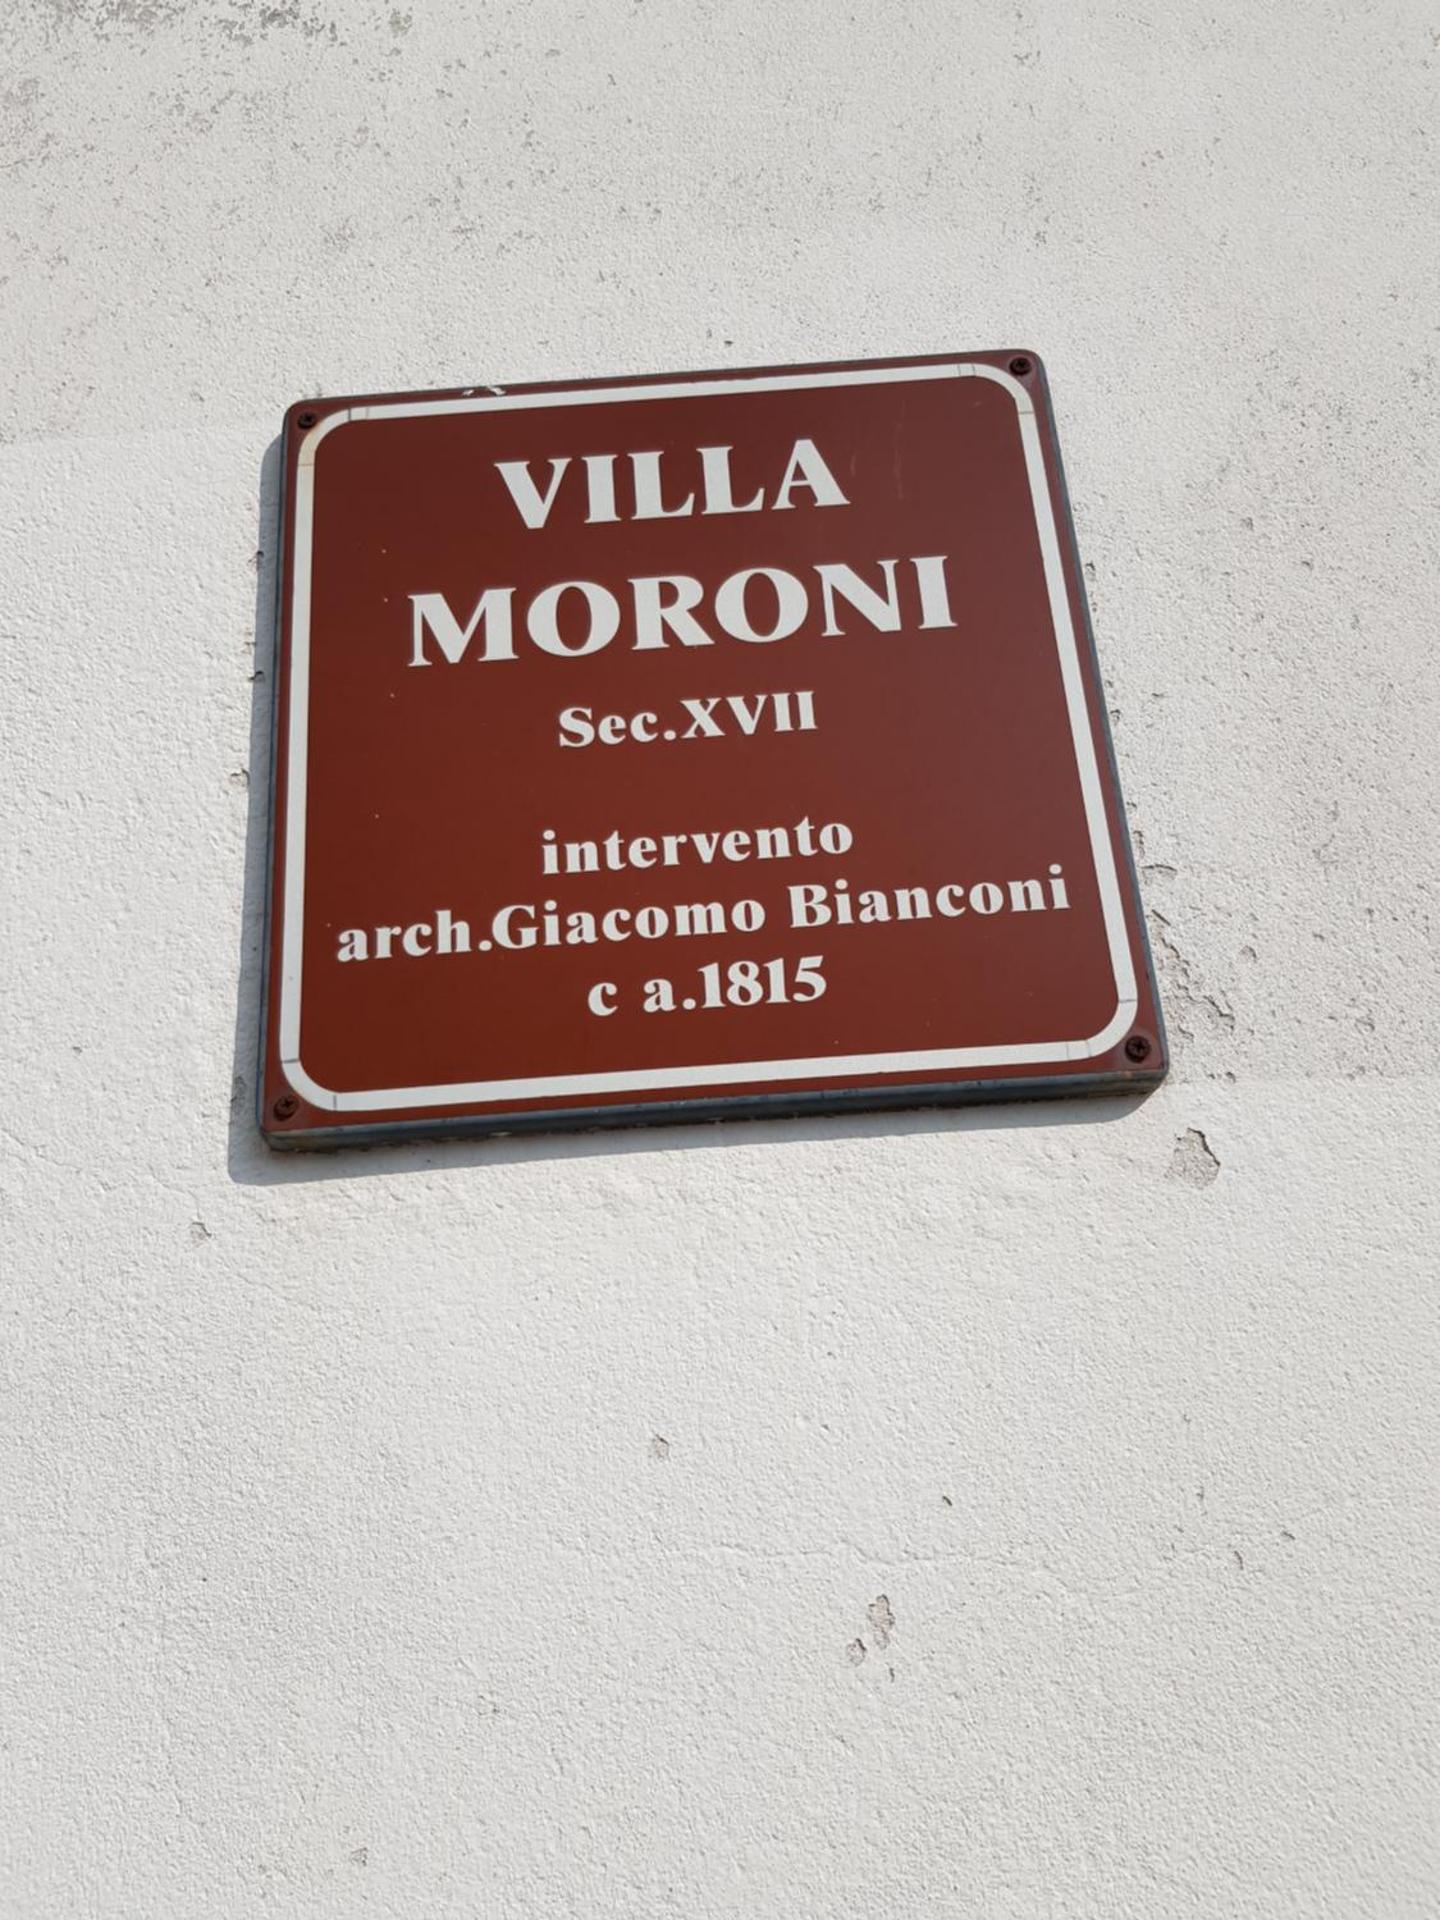 VILLA
MORONI
Sec.XVII
intervento
arch.Giacomo Bianconi
c a.1815